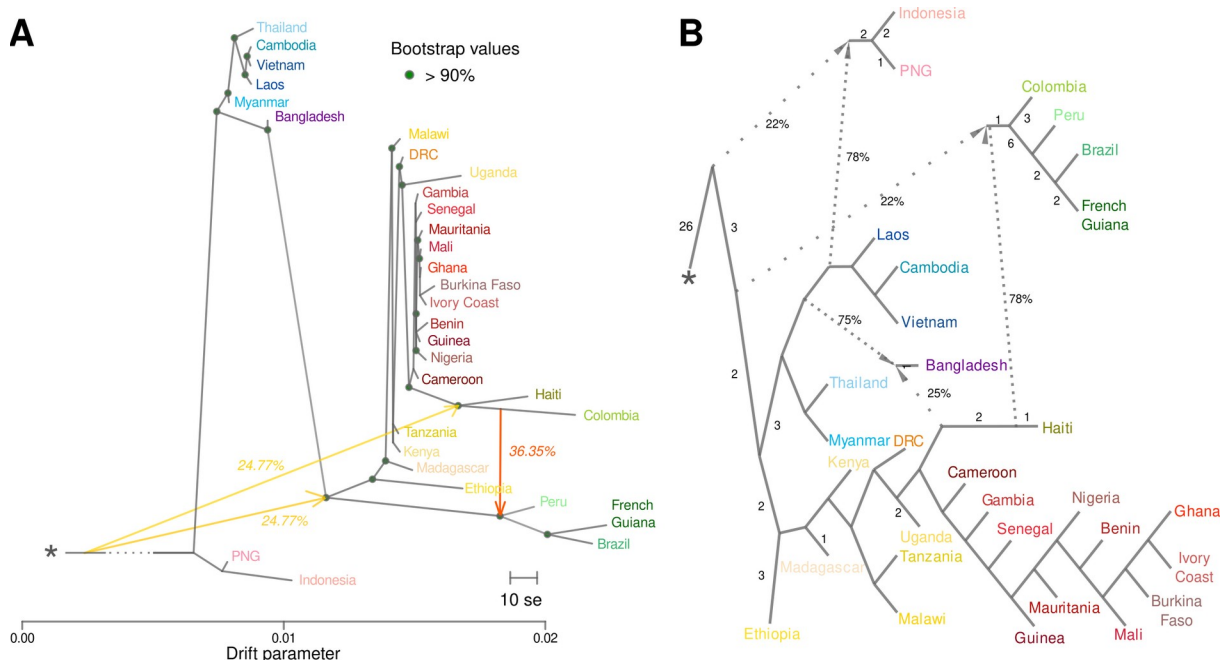 A
Thailand
Cambodia
Vietnam
Laos
Myanmar
Bangladesh
Bootstrap values
> 90%
Malawi
DRC
Uganda
Gambia
Senegal
Mauritania
Mali
Ghana
Burkina Faso
Ivory Coast
Benin
Guinea
Nigeria
Cameroon
Haiti
Colombia
Tanzania
Kenya
Madagascar
Ethiopia
36.35%
24.77%
24.77%
Peru
French
Guiana
Brazil
*
PNG
Indonesia
10 se
0.00
0.01
0.02
Drift parameter
B
Indonesia
2
2
1
PNG
22%
78%
Colombia
1
3
Peru
6
Brazil
2
2
French
Guiana
22%
26
3
*
Laos
Cambodia
Vietnam
78%
75%
1
Bangladesh
25%
2
Thailand
3
Myanmar
DRC
2
1
Haiti
Kenya
Cameroon
2
Gambia
Nigeria
Ghana
2
Senegal
Benin
1
Uganda
Tanzania
Madagascar
Ivory
Coast
3
Burkina
Faso
Mauritania
Malawi
Ethiopia
Guinea
Mali